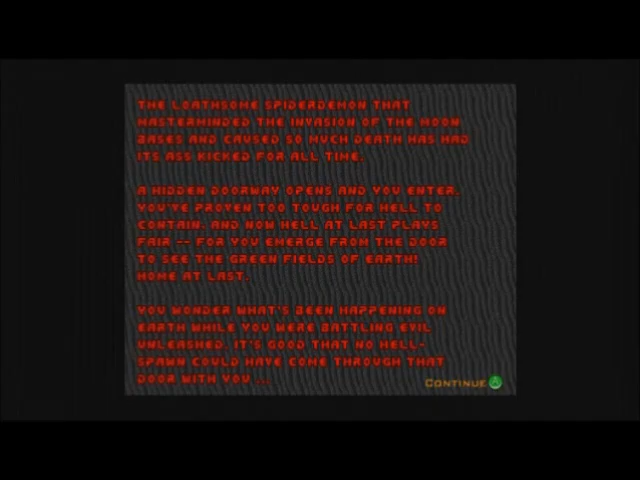 THE LOATHSOME SPIDERDEMON THAT
MASTERMINDED THE INVASION OF THE MOON
BASES AND CAUSED SO MUCH DEATH HAS HAD
ITS ASS KICKED FOR ALL TIME.
A HIDDEN DOORWAY OPENS AND YOU ENTER.
YOU'VE PROVEN TOO TOUGH FOR HELL TO
CONTAIN, AND NOW HELL AT LAST PLAYS
FAIR -- FOR YOU EMERGE FROM THE DOOR
TO SEE THE GREEN FIELDS OF EARTH!
HOME AT LAST.
YOU WONDER WHAT'S BEEN HAPPENING ON
EARTH WHILE YOU WERE BATTLING EVIL
UNLEASHED. IT'S GOOD THAT NO HELL-
SPAWN COULD HAVE COME THROUGH THAT
DOOR WITH YOU ...
CONTINUE A